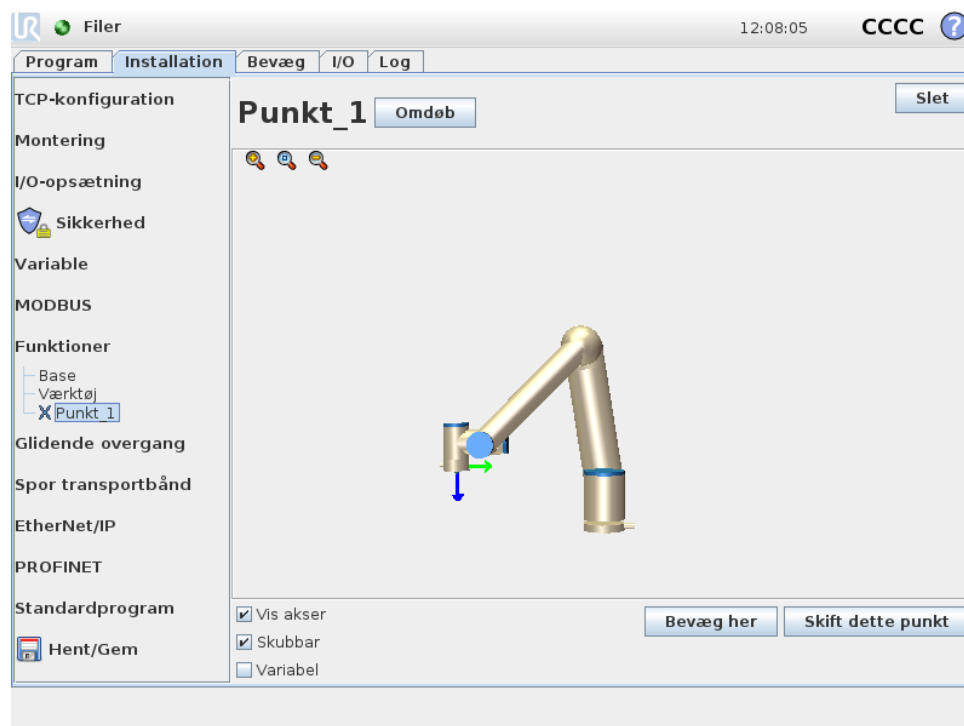 UR Filer 12:08:05 CCCC ?
Program Installation Bevæg I/O Log
TCP-konfiguration
Montering
I/O-opsætning
Sikkerhed
Variable
MODBUS
Funktioner
Base
Værktøj
Punkt_1
Glidende overgang
Spor transportbånd
EtherNet/IP
PROFINET
Standardprogram
Hent/Gem
Punkt_1 Omdøb Slet
Vis akser
Skubbar
Variabel
Bevæg her Skift dette punkt